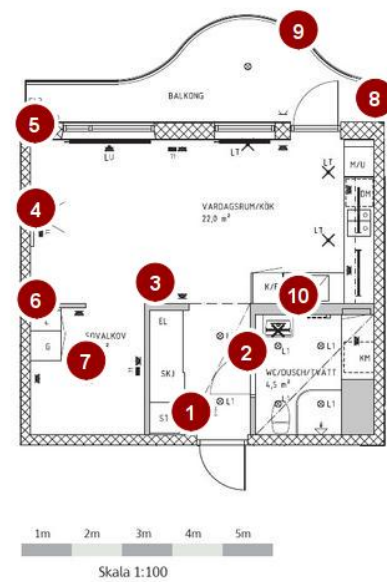 9
BALKONG
8
5
LU
LT
LT
M/U
DM
4
VARDAGSRUM/KÖK
22,0 m²
LT
6
3
K/F
10
EL
2
G
SOVALKOV
7
L1
L1
SKJ
WC/DUSCH/TVÄTT
4,5 m²
KM
1
ST
L1
L1
L1
1m 2m 3m 4m 5m
Skala 1:100